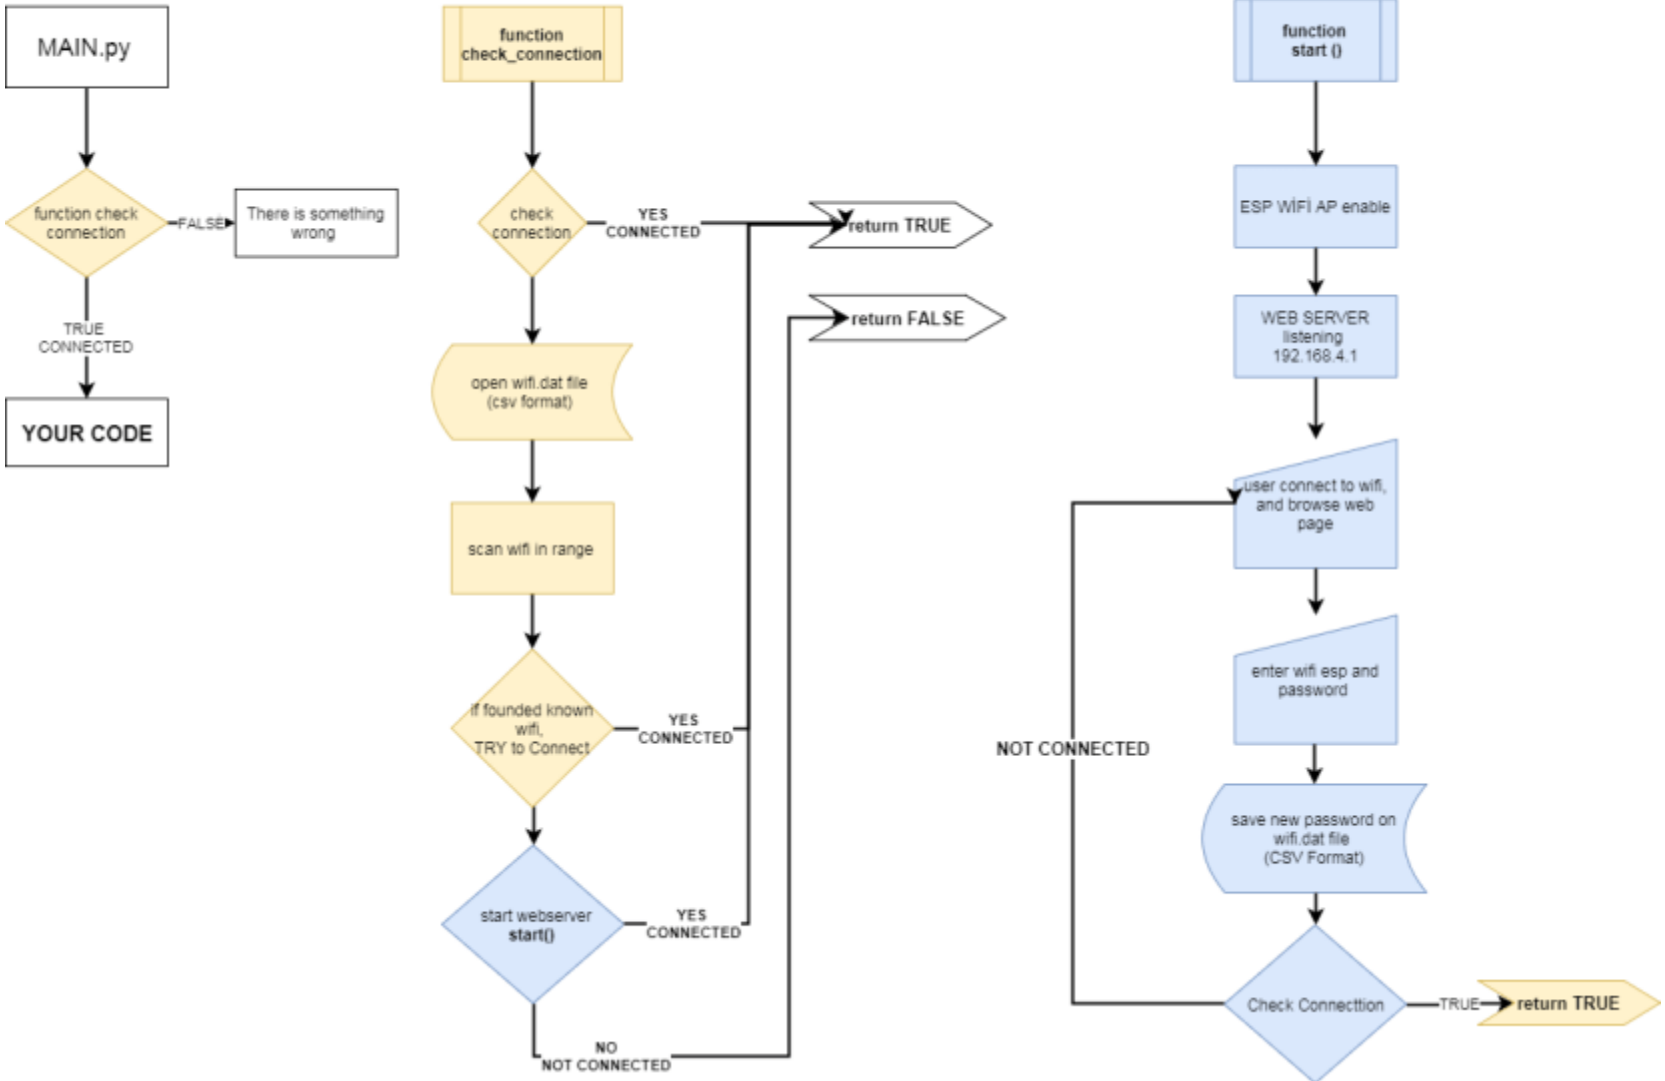 MAIN.py
function check
connection
FALSE
There is something
wrong
TRUE
CONNECTED
YOUR CODE
function
check_connection
check
connection
YES
CONNECTED
return TRUE
return FALSE
open wifi.dat file
(csv format)
scan wifi in range
if founded known
wifi,
TRY to Connect
YES
CONNECTED
start webserver
start()
YES
CONNECTED
NO
NOT CONNECTED
function
start ()
ESP WİFİ AP enable
WEB SERVER
listening
192.168.4.1
user connect to wifi,
and browse web
page
enter wifi esp and
password
NOT CONNECTED
save new password on
wifi.dat file
(CSV Format)
Check Connecttion
TRUE
return TRUE